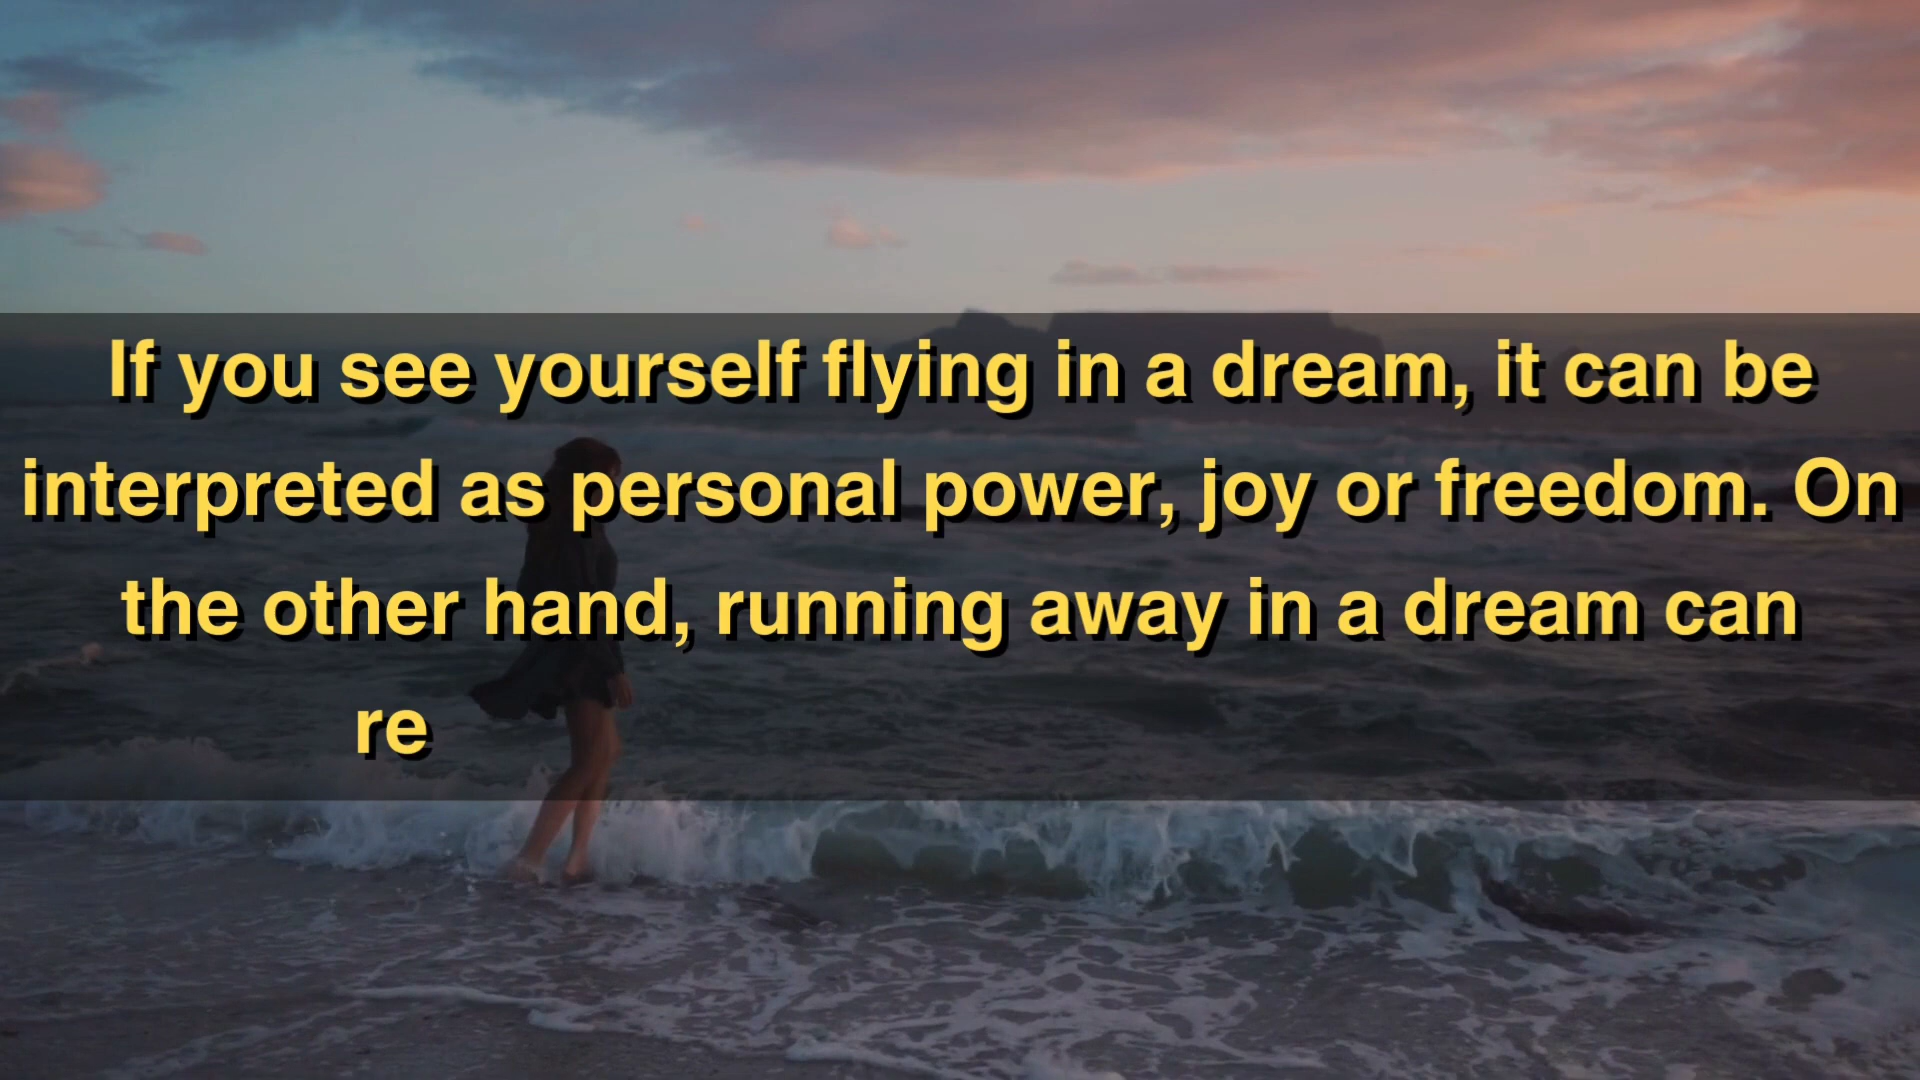 If you see yourself flying in a dream, it can be
interpreted as personal power, joy or freedom. On
the other hand, running away in a dream can
re